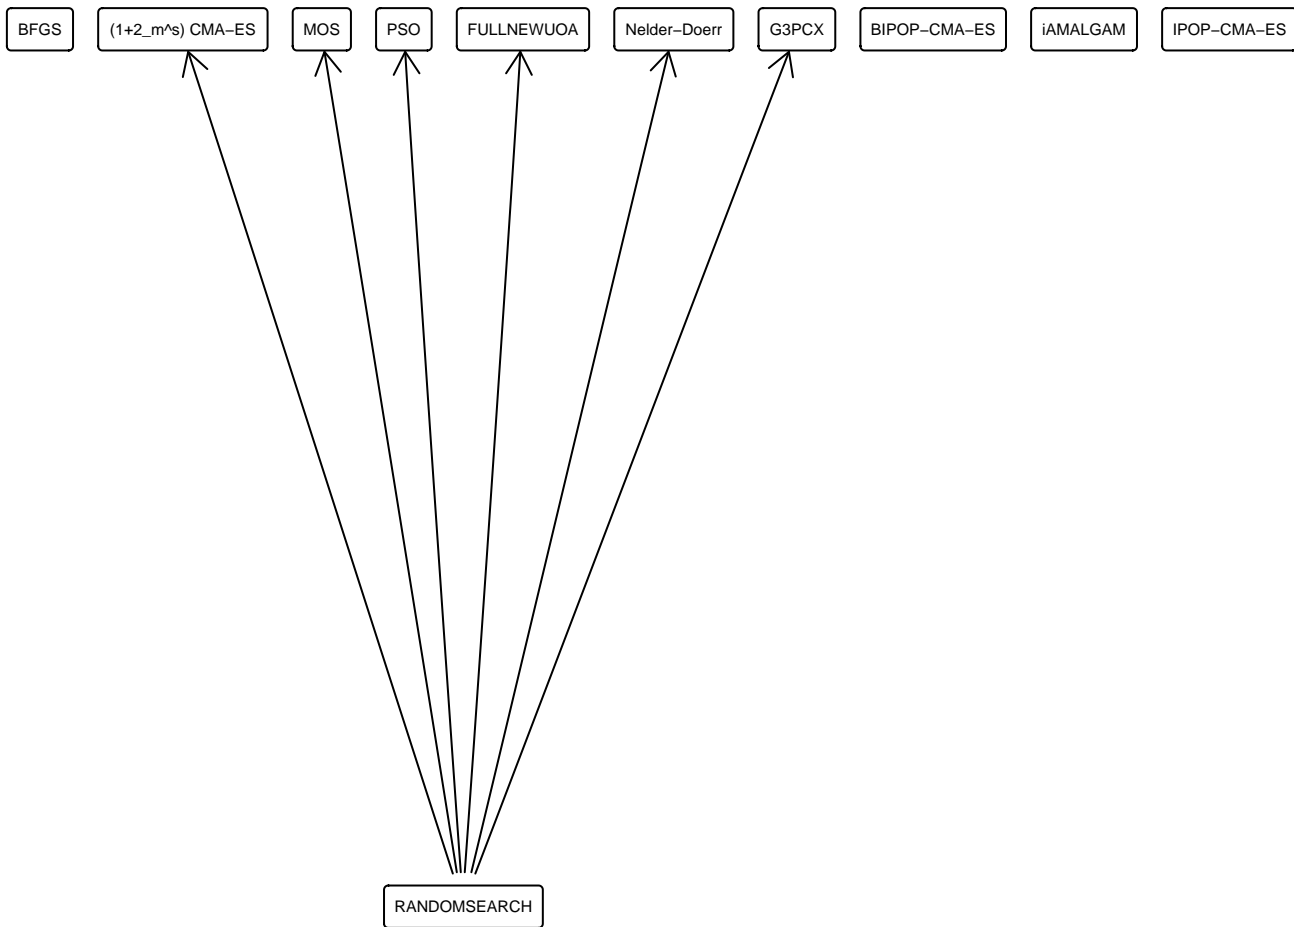 BFGS
(1+2_m^s) CMA−ES
MOS
PSO
FULLNEWUOA
Nelder−Doerr
G3PCX
BIPOP−CMA−ES
iAMALGAM
IPOP−CMA−ES
RANDOMSEARCH